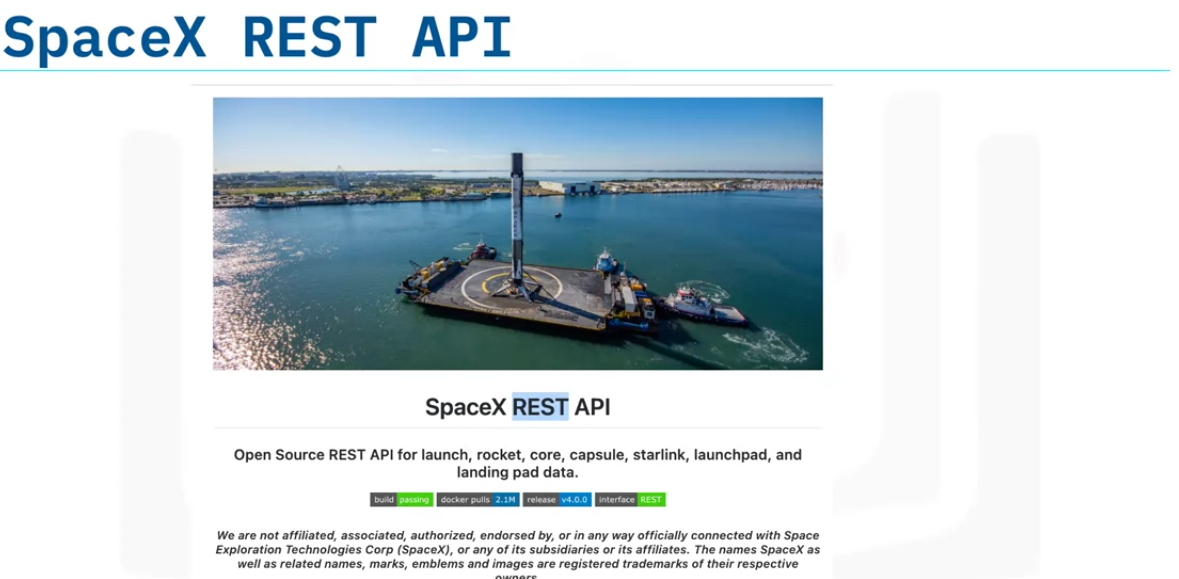 SpaceX REST API
SpaceX REST API
Open Source REST API for launch, rocket, core, capsule, starlink, launchpad, and
landing pad data.
build passing docker pulls 2.1M release v4.0.0 interface REST
We are not affiliated, associated, authorized, endorsed by, or in any way officially connected with Space
Exploration Technologies Corp (SpaceX), or any of its subsidiaries or its affiliates. The names SpaceX as
well as related names, marks, emblems and images are registered trademarks of their respective
owners.